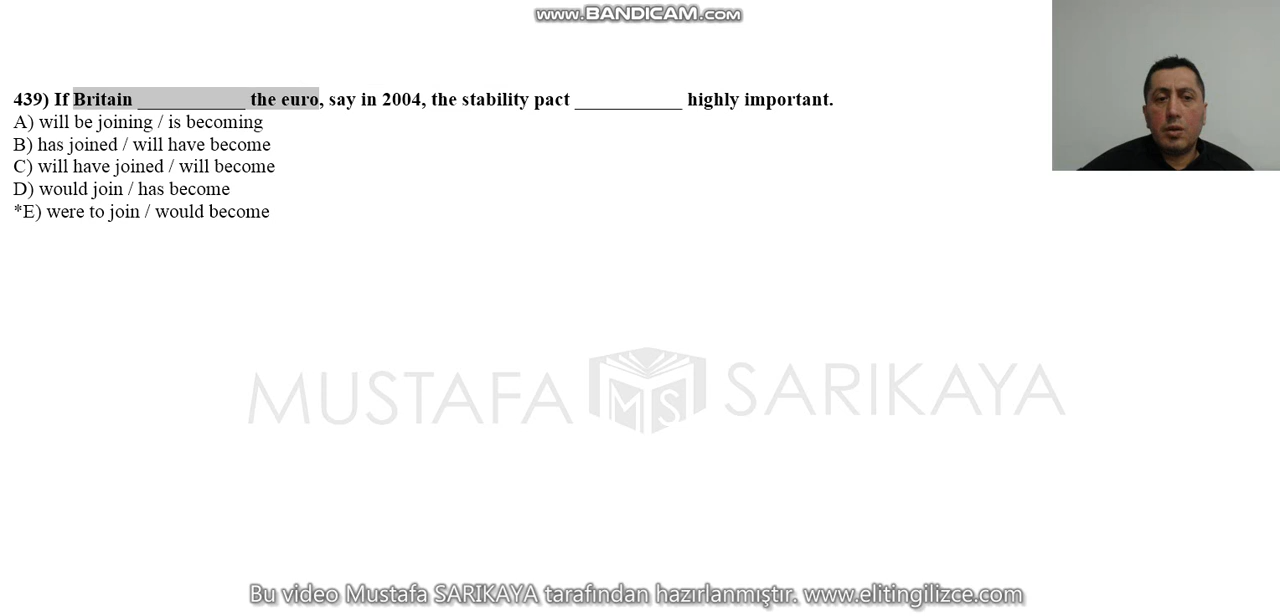 www.BANDICAM.com
439) If Britain ___________ the euro, say in 2004, the stability pact ___________ highly important.
A) will be joining / is becoming
B) has joined / will have become
C) will have joined / will become
D) would join / has become
*E) were to join / would become
MUSTAFA MS SARIKAYA
Bu video Mustafa SARIKAYA tarafından hazırlanmıştır. www.elitingilizce.com